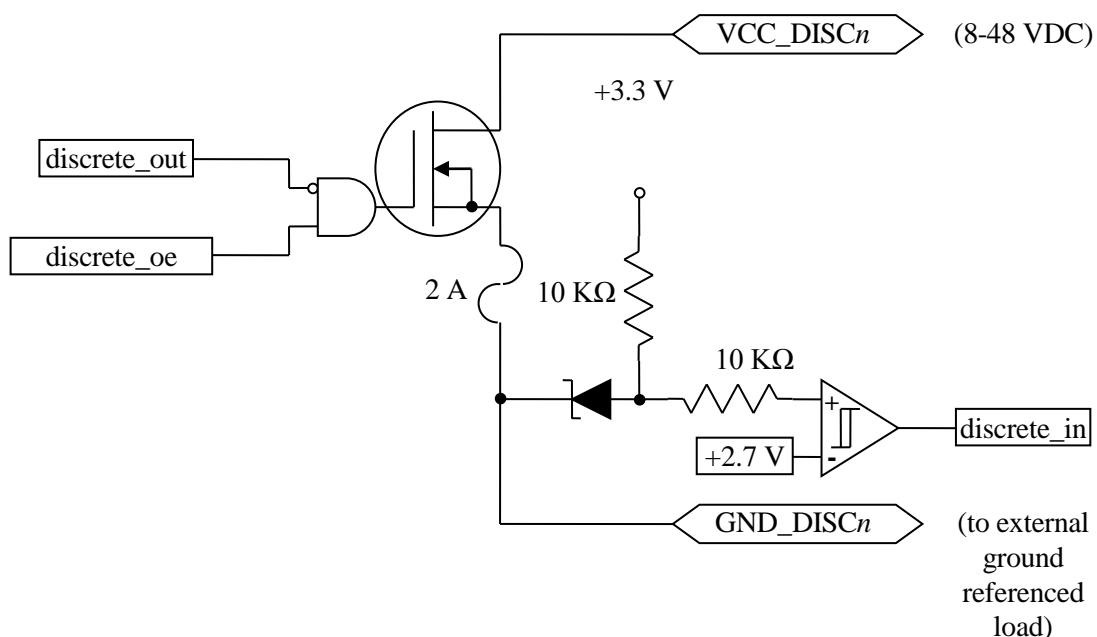 VCC_DISCn (8-48 VDC)
+3.3 V
discrete_out
discrete_oe
2 A
10 KΩ
10 KΩ
+
+2.7 V
-
discrete_in
GND_DISCn
(to external
ground
referenced
load)